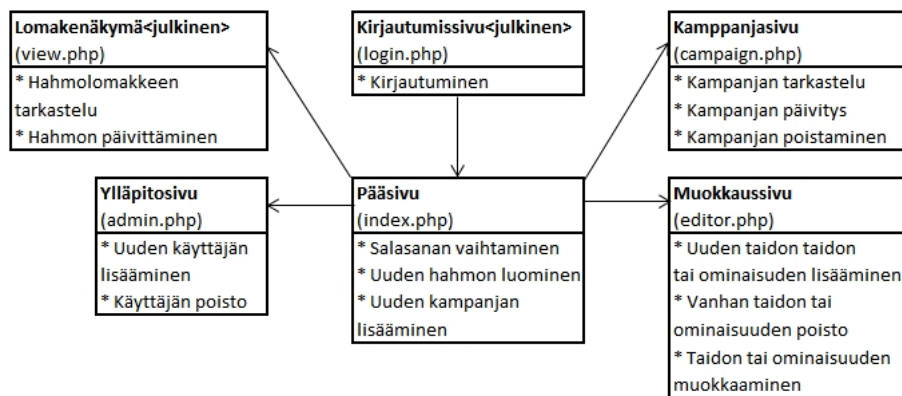 Lomakenäkymä<julkinen>
(view.php)
* Hahmolomakkeen
tarkastelu
* Hahmon päivittäminen
Kirjautumissivu<julkinen>
(login.php)
* Kirjautuminen
Kamppanjasivu
(campaign.php)
* Kampanjan tarkastelu
* Kampanjan päivitys
* Kampanjan poistaminen
Ylläpitosivu
(admin.php)
* Uuden käyttäjän
lisääminen
* Käyttäjän poisto
Pääsivu
(index.php)
* Salasanan vaihtaminen
* Uuden hahmon luominen
* Uuden kampanjan
lisääminen
Muokkaussivu
(editor.php)
* Uuden taidon taidon
tai ominaisuden lisääminen
* Vanhan taidon tai
ominaisuuden poisto
* Taidon tai ominaisuuden
muokkaaminen